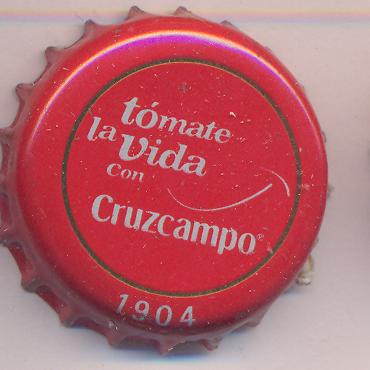 tómate
la Vida
con
Cruzcampo®
1904